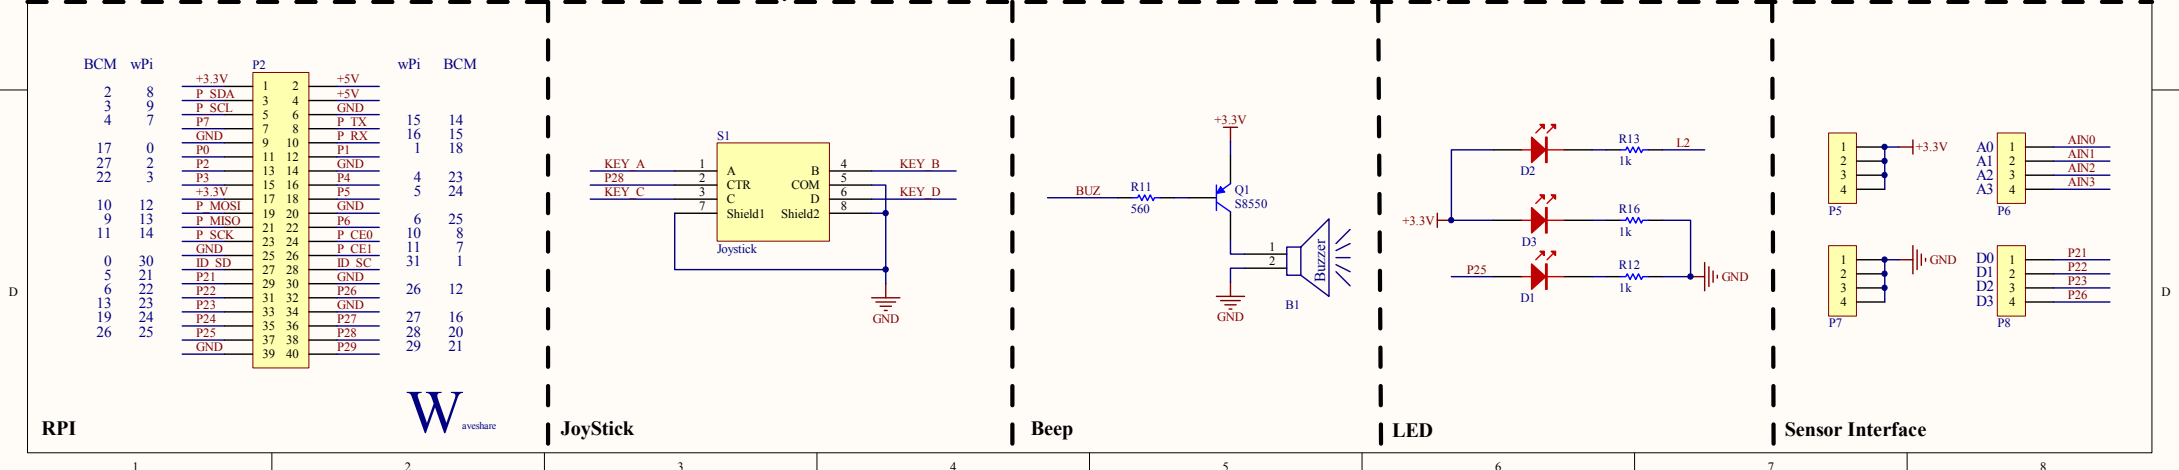 BCM wPi P2 wPi BCM
+3.3V 1 2 +5V
2 8 P_SDA 3 4 +5V
3 9 P_SCL 5 6 GND
4 7 P7 7 8 P_TX 15 14
GND 9 10 P_RX 16 15
17 0 P0 11 12 P1 1 18
27 2 P2 13 14 GND
22 3 P3 15 16 P4 4 23
+3.3V 17 18 P5 5 24
10 12 P_MOSI 19 20 GND
9 13 P_MISO 21 22 P6 6 25
11 14 P_SCK 23 24 P_CE0 10 8
GND 25 26 P_CE1 11 7
0 30 ID_SD 27 28 ID_SC 31 1
5 21 P21 29 30 GND
6 22 P22 31 32 P26 26 12
13 23 P23 33 34 GND
19 24 P24 35 36 P27 27 16
26 25 P25 37 38 P28 28 20
GND 39 40 P29 29 21
Waveshare
RPI
S1
KEY_A 1 A B 4 KEY_B
P28 2 CTR COM 5
KEY_C 3 C D 6 KEY_D
7 Shield1 Shield2 8
Joystick
GND
JoyStick
+3.3V
BUZ R11 560
Q1
S8550
1
2
Buzzer
B1
GND
Beep
D2 R13 1k L2
+3.3V
D3 R16 1k
P25 D1 R12 1k GND
LED
1 +3.3V
2
3
4
P5
A0 1 AIN0
A1 2 AIN1
A2 3 AIN2
A3 4 AIN3
P6
1 GND
2
3
4
P7
D0 1 P21
D1 2 P22
D2 3 P23
D3 4 P26
P8
Sensor Interface
D D
1 2 3 4 5 6 7 8